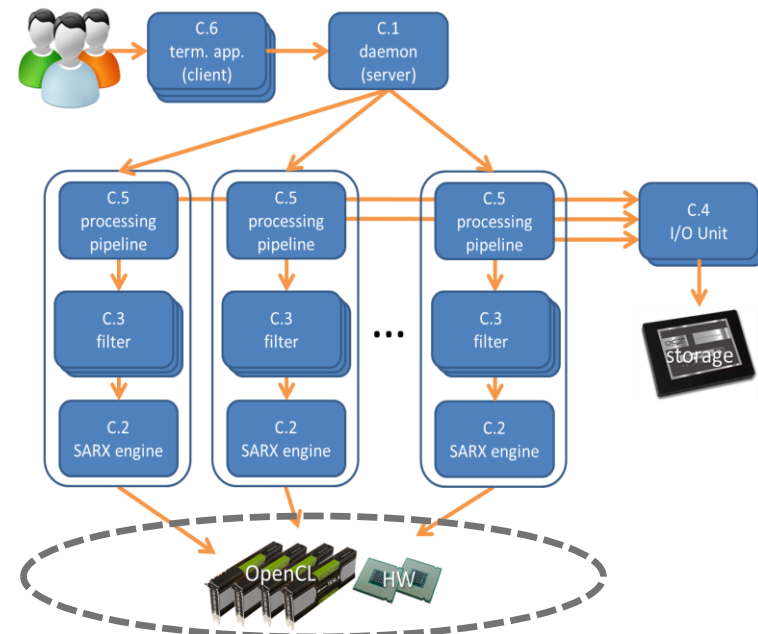 C.6
term. app.
(client)
C.1
daemon
(server)
C.5
processing
pipeline
C.5
processing
pipeline
C.5
processing
pipeline
C.4
I/O Unit
C.3
filter
C.3
filter
...
C.3
filter
storage
C.2
SARX engine
C.2
SARX engine
C.2
SARX engine
OpenCL
HW
TESLA